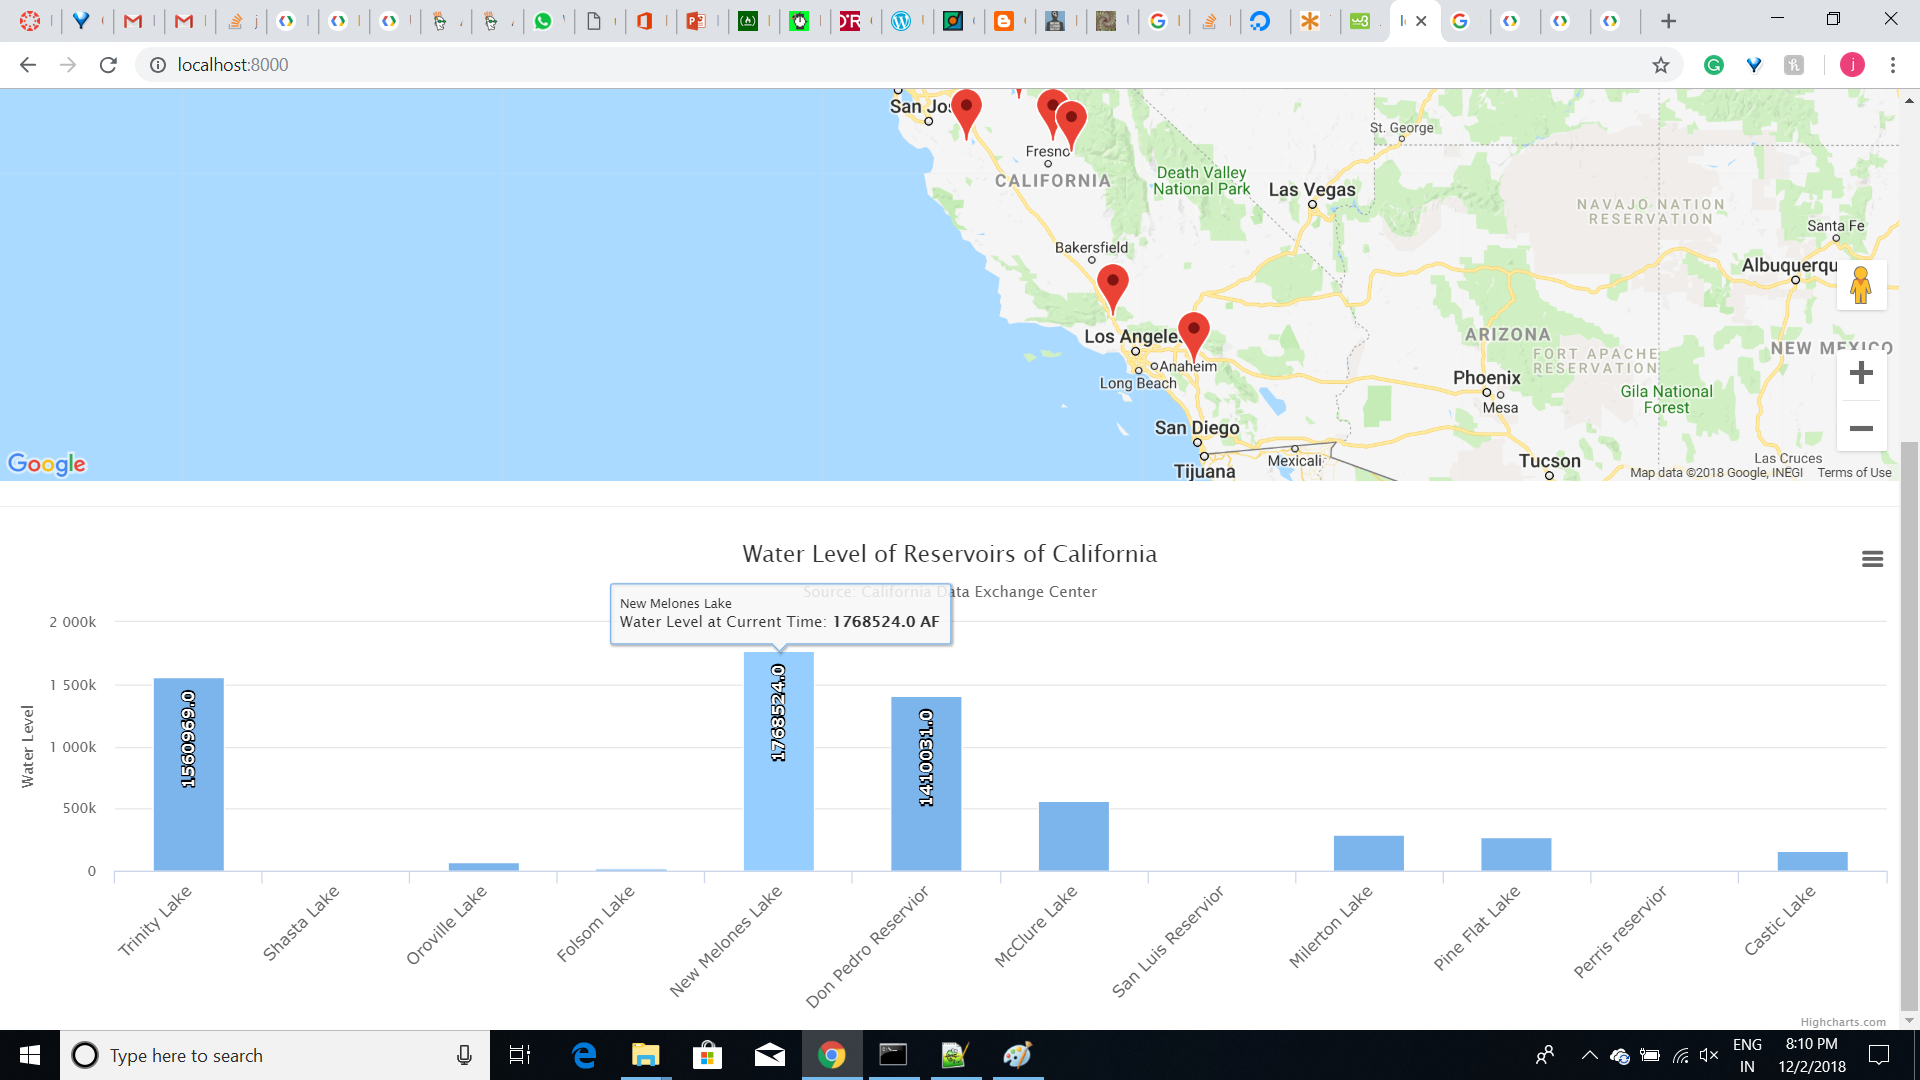 localhost:8000
j
San Jos
St. George
Fresno
CALIFORNIA
Death Valley
National Park
Las Vegas
NAVAJO NATION
RESERVATION
Santa Fe
Bakersfield
Albuquerqu
Los Angeles
Anaheim
Long Beach
ARIZONA
FORT APACHE
RESERVATION
NEW MEXICO
Phoenix
Mesa
Gila National
Forest
San Diego
Tijuana
Mexicali
Tucson
Las Cruces
Google
Map data ©2018 Google, INEGI Terms of Use
Water Level of Reservoirs of California
Source: California Data Exchange Center
New Melones Lake
Water Level at Current Time: 1768524.0 AF
Water Level
2 000k
1 500k
1 000k
500k
0
1560969.0
1768524.0
1410031.0
Trinity Lake
Shasta Lake
Oroville Lake
Folsom Lake
New Melones Lake
Don Pedro Reservior
McClure Lake
San Luis Reservior
Milerton Lake
Pine Flat Lake
Perris reservior
Castic Lake
Highcharts.com
Type here to search
ENG
IN
8:10 PM
12/2/2018